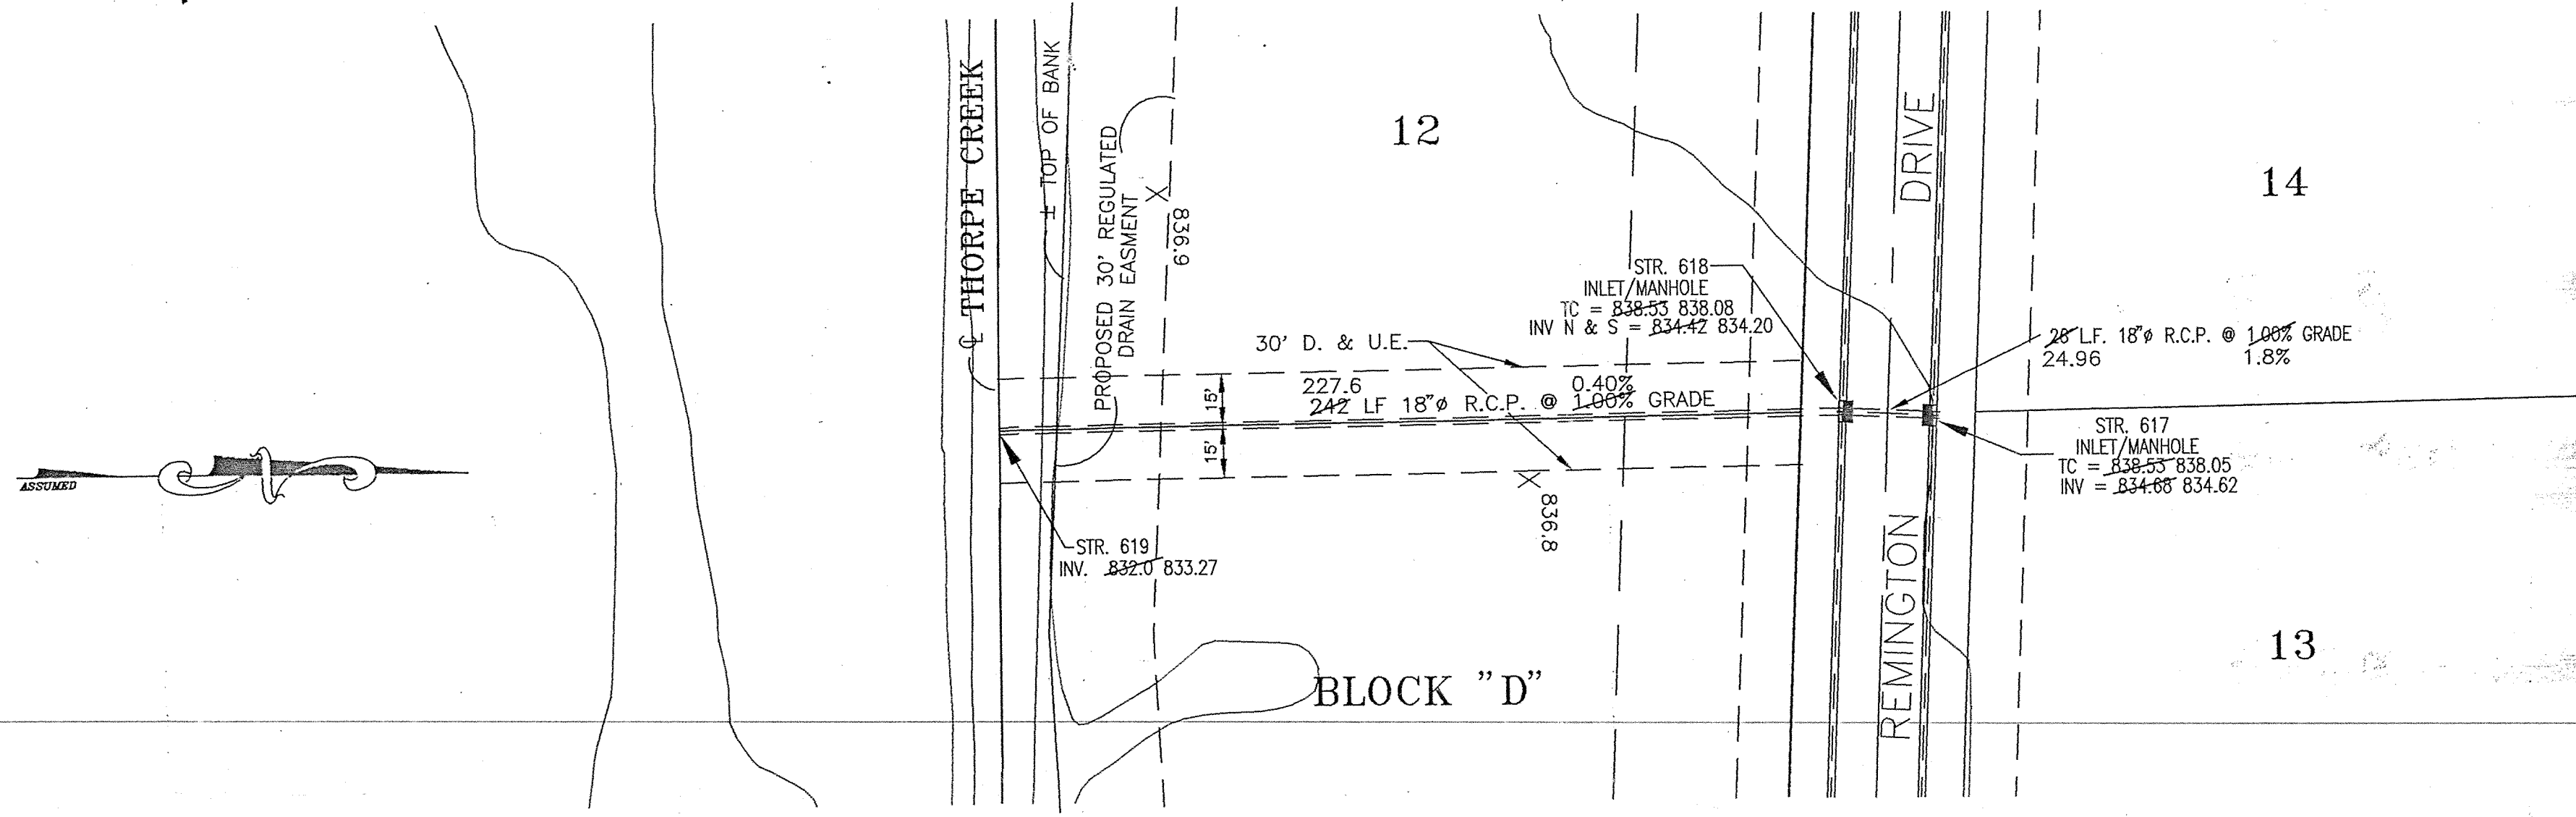 ASSUMED
℄ THORPE CREEK
± TOP OF BANK
PROPOSED 30' REGULATED
DRAIN EASMENT
X
836.9
12
30' D. & U.E.
15'
15'
227.6 0.40%
242 LF 18"ø R.C.P. @ 1.00% GRADE
STR. 618
INLET/MANHOLE
TC = 838.53 838.08
INV N & S = 834.42 834.20
X
836.8
STR. 619
INV. 832.0 833.27
BLOCK "D"
REMINGTON DRIVE
14
26 LF. 18"ø R.C.P. @ 1.00% GRADE
24.96 1.8%
STR. 617
INLET/MANHOLE
TC = 838.53 838.05
INV = 834.68 834.62
13